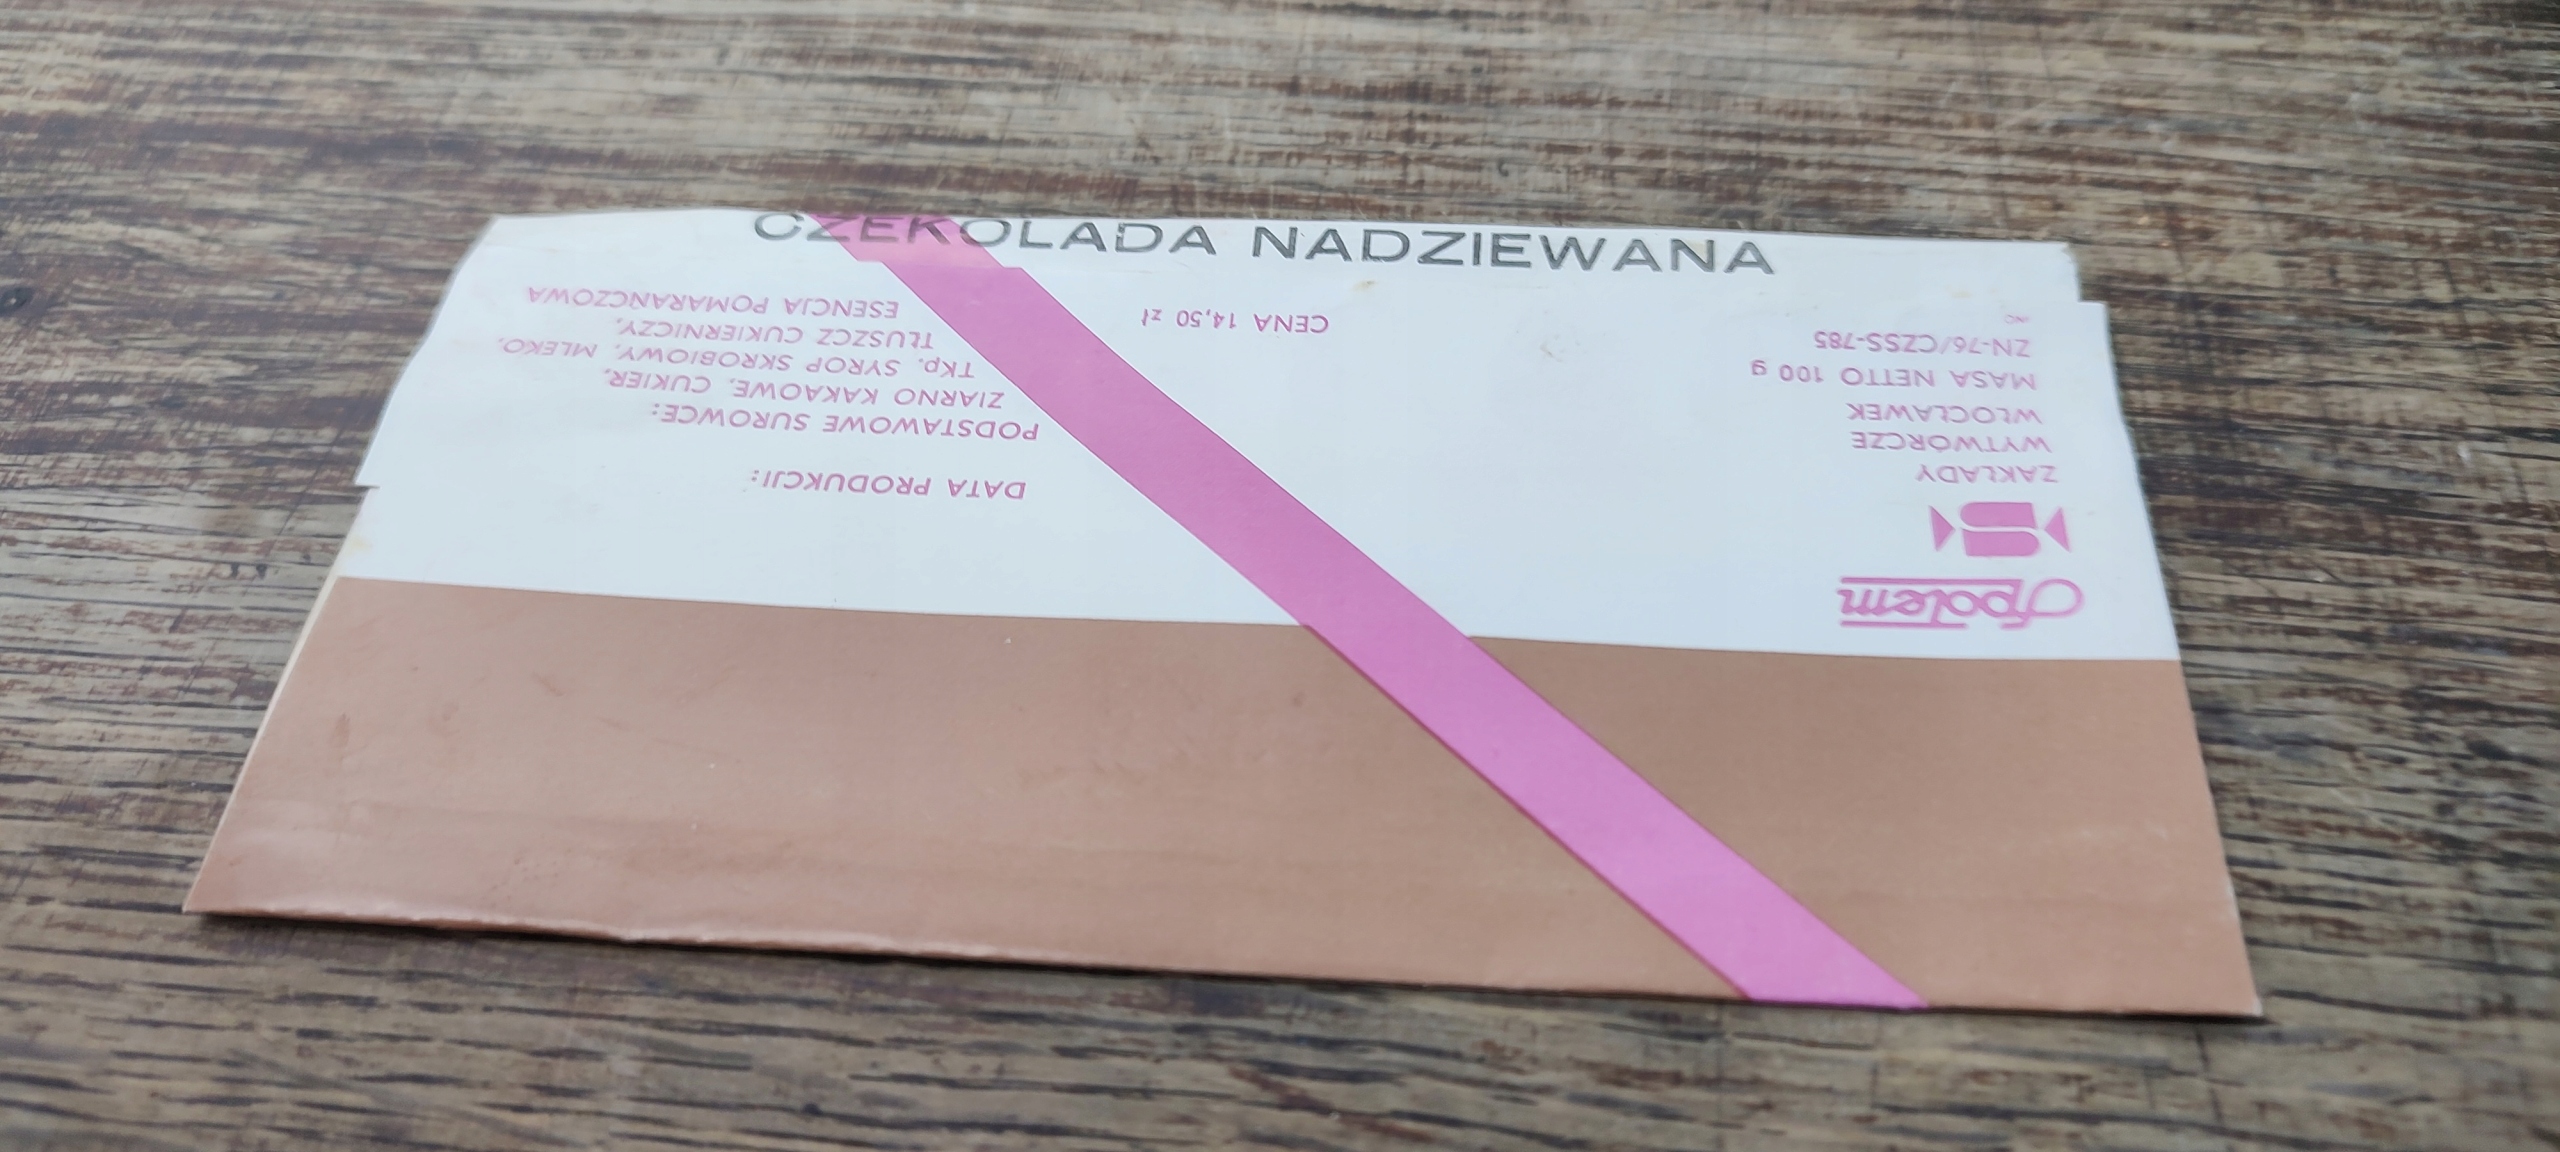 CZEKOLADA NADZIEWANA
Społem
ZAKŁADY
WYTWÓRCZE
WŁOCŁAWEK
MASA NETTO 100 g
ZN-76/CZSS-785
CENA 14,50 zł
DATA PRODUKCJI:
PODSTAWOWE SUROWCE:
ZIARNO KAKAOWE, CUKIER,
Tkp. SYROP SKROBIOWY, MLEKO,
TŁUSZCZ CUKIERNICZY,
ESENCJA POMARAŃCZOWA